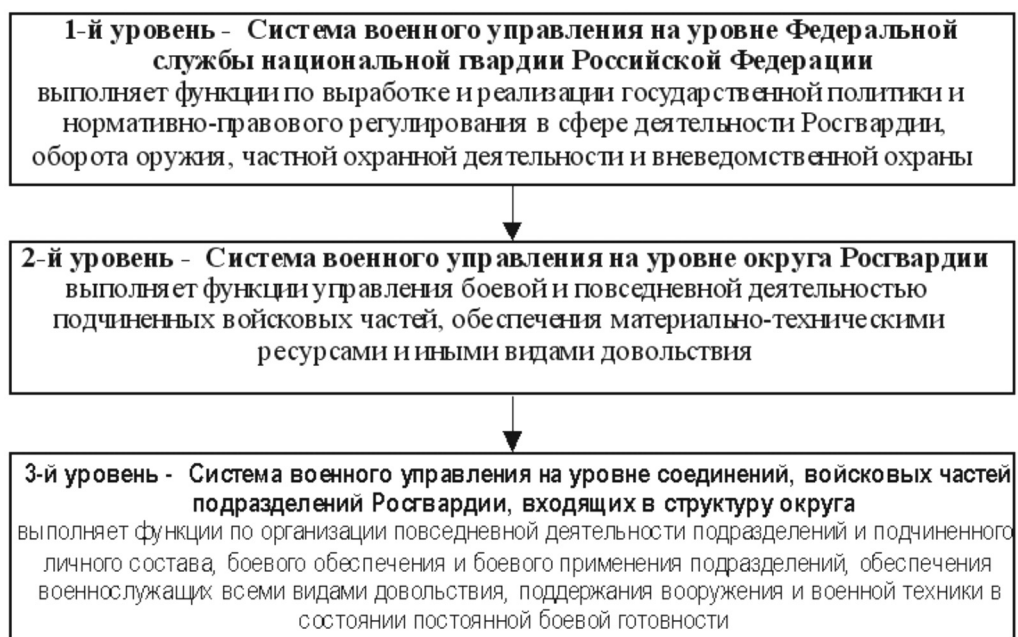 1-й уровень - Система военного управления на уровне Федеральной
службы национальной гвардии Российской Федерации
выполняет функции по выработке и реализации государственной политики и
нормативно-правового регулирования в сфере деятельности Росгвардии,
оборота оружия, частной охранной деятельности и вневедомственной охраны
2-й уровень - Система военного управления на уровне округа Росгвардии
выполняет функции управления боевой и повседневной деятельностью
подчиненных войсковых частей, обеспечения материально-техническими
ресурсами и иными видами довольствия
3-й уровень - Система военного управления на уровне соединений, войсковых частей
подразделений Росгвардии, входящих в структуру округа
выполняет функции по организации повседневной деятельности подразделений и подчиненного
личного состава, боевого обеспечения и боевого применения подразделений, обеспечения
военнослужащих всеми видами довольствия, поддержания вооружения и военной техники в
состоянии постоянной боевой готовности